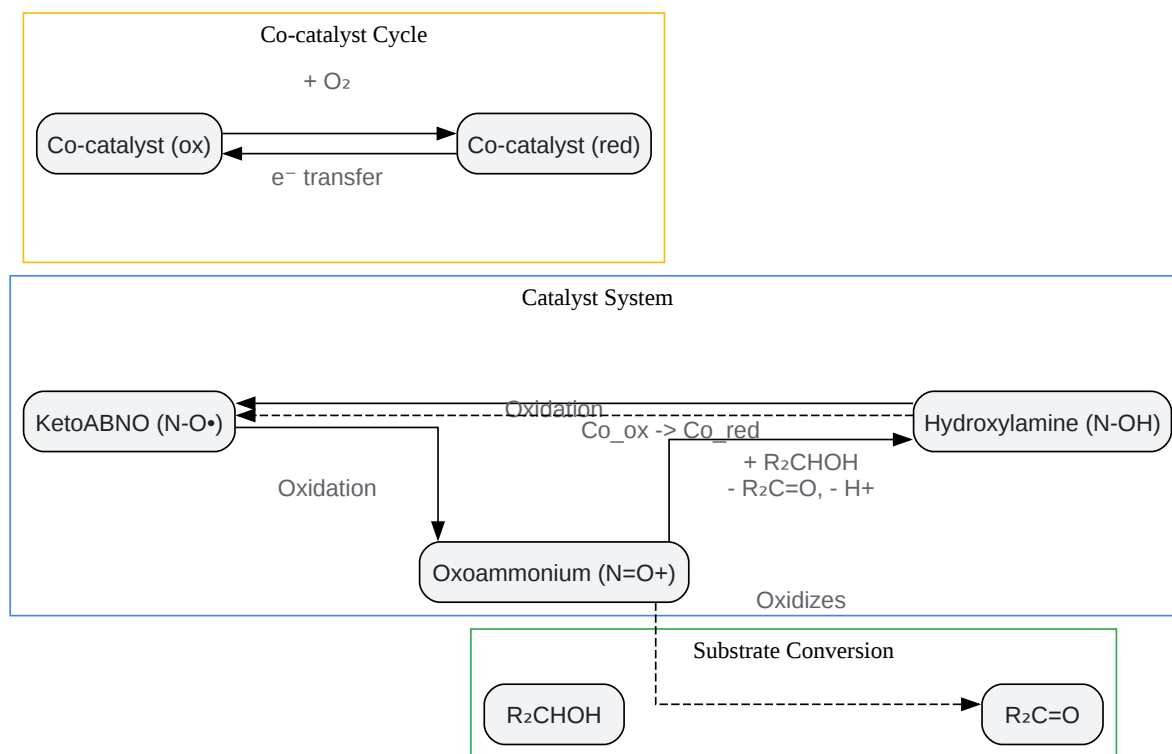 Co-catalyst Cycle
+ O₂
Co-catalyst (ox)
Co-catalyst (red)
e⁻ transfer
Catalyst System
KetoABNO (N-O•)
Oxidation
Co_ox -> Co_red
Hydroxylamine (N-OH)
+ R₂CHOH
- R₂C=O, - H+
Oxidation
Oxoammonium (N=O+)
Oxidizes
Substrate Conversion
R₂CHOH
R₂C=O